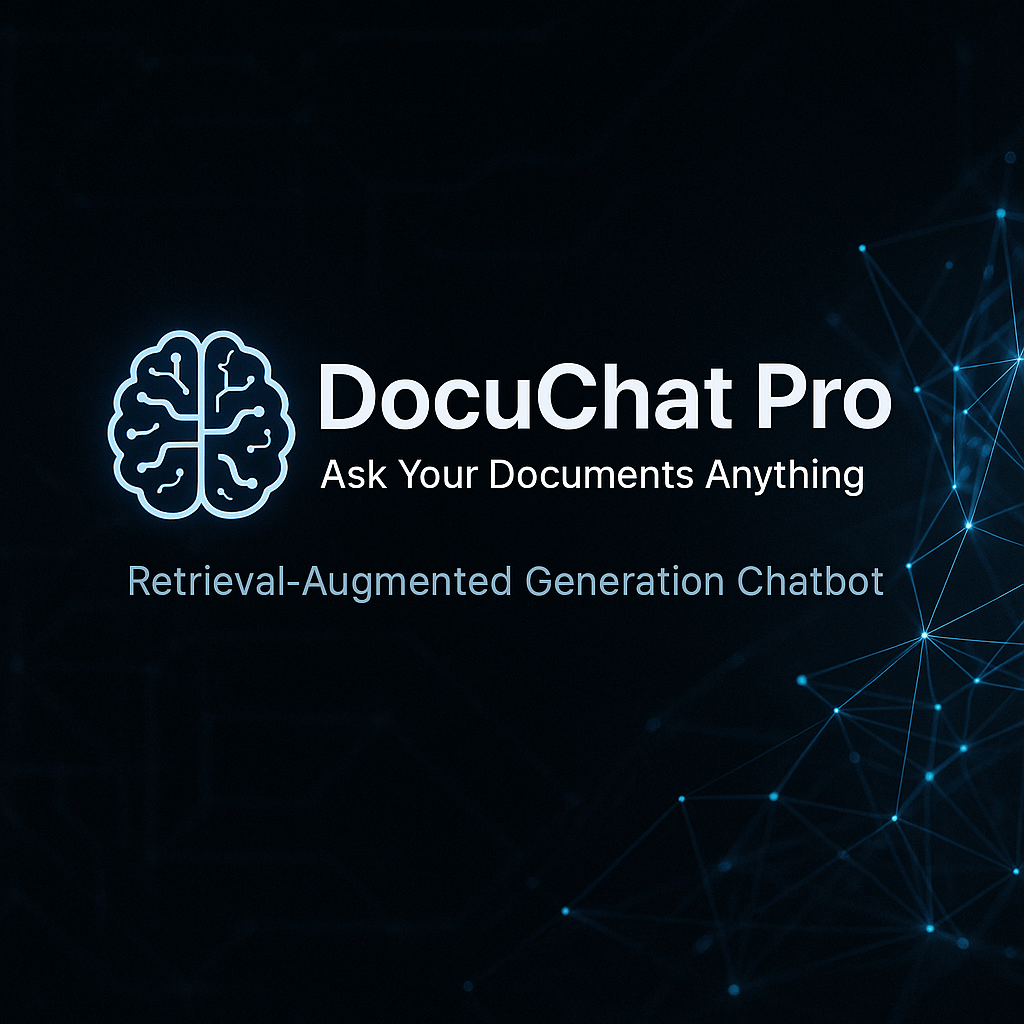 DocuChat Pro
Ask Your Documents Anything
Retrieval-Augmented Generation Chatbot